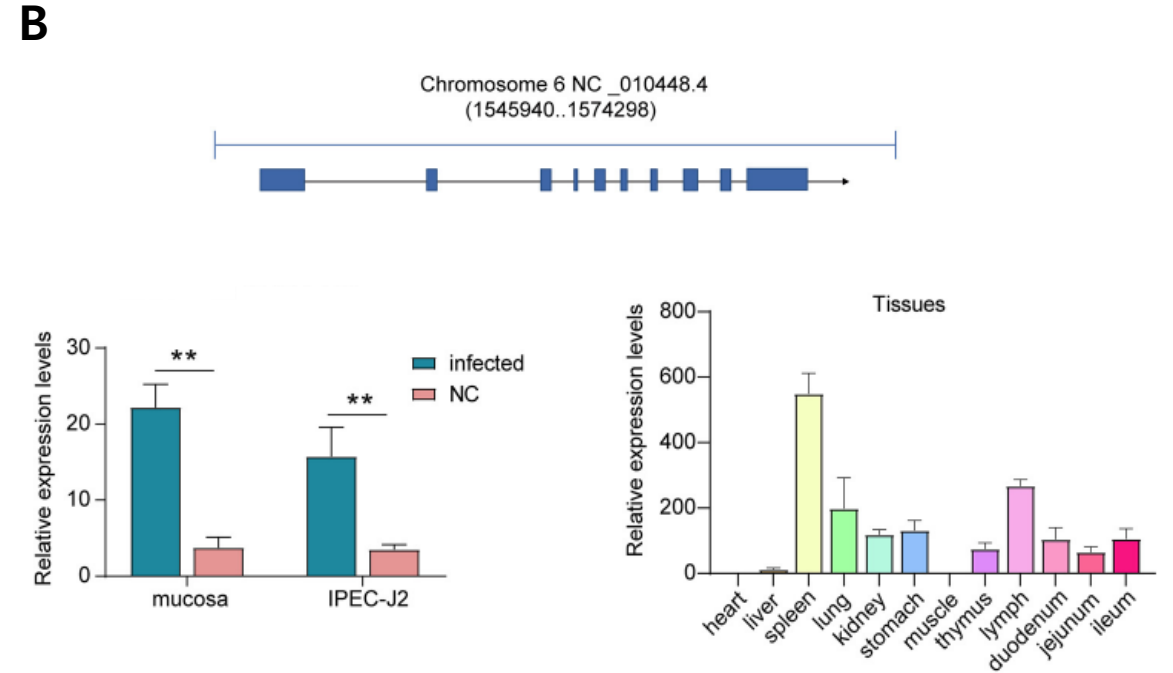 B
Chromosome 6 NC _010448.4
(1545940..1574298)
Relative expression levels
30
20
10
0
**
**
infected
NC
mucosa
IPEC-J2
Tissues
Relative expression levels
800
600
400
200
0
heart
liver
spleen
lung
kidney
stomach
muscle
thymus
lymph
duodenum
jejunum
ileum